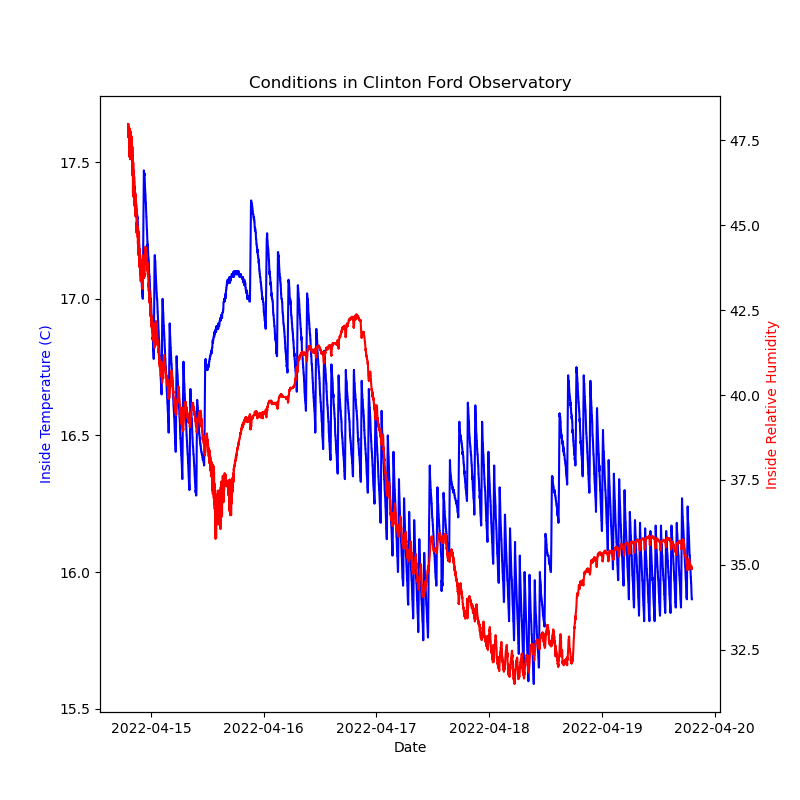 Conditions in Clinton Ford Observatory
17.5
17.0
16.5
16.0
15.5
Inside Temperature (C)
47.5
45.0
42.5
40.0
37.5
35.0
32.5
Inside Relative Humidity
2022-04-15 2022-04-16 2022-04-17 2022-04-18 2022-04-19 2022-04-20
Date